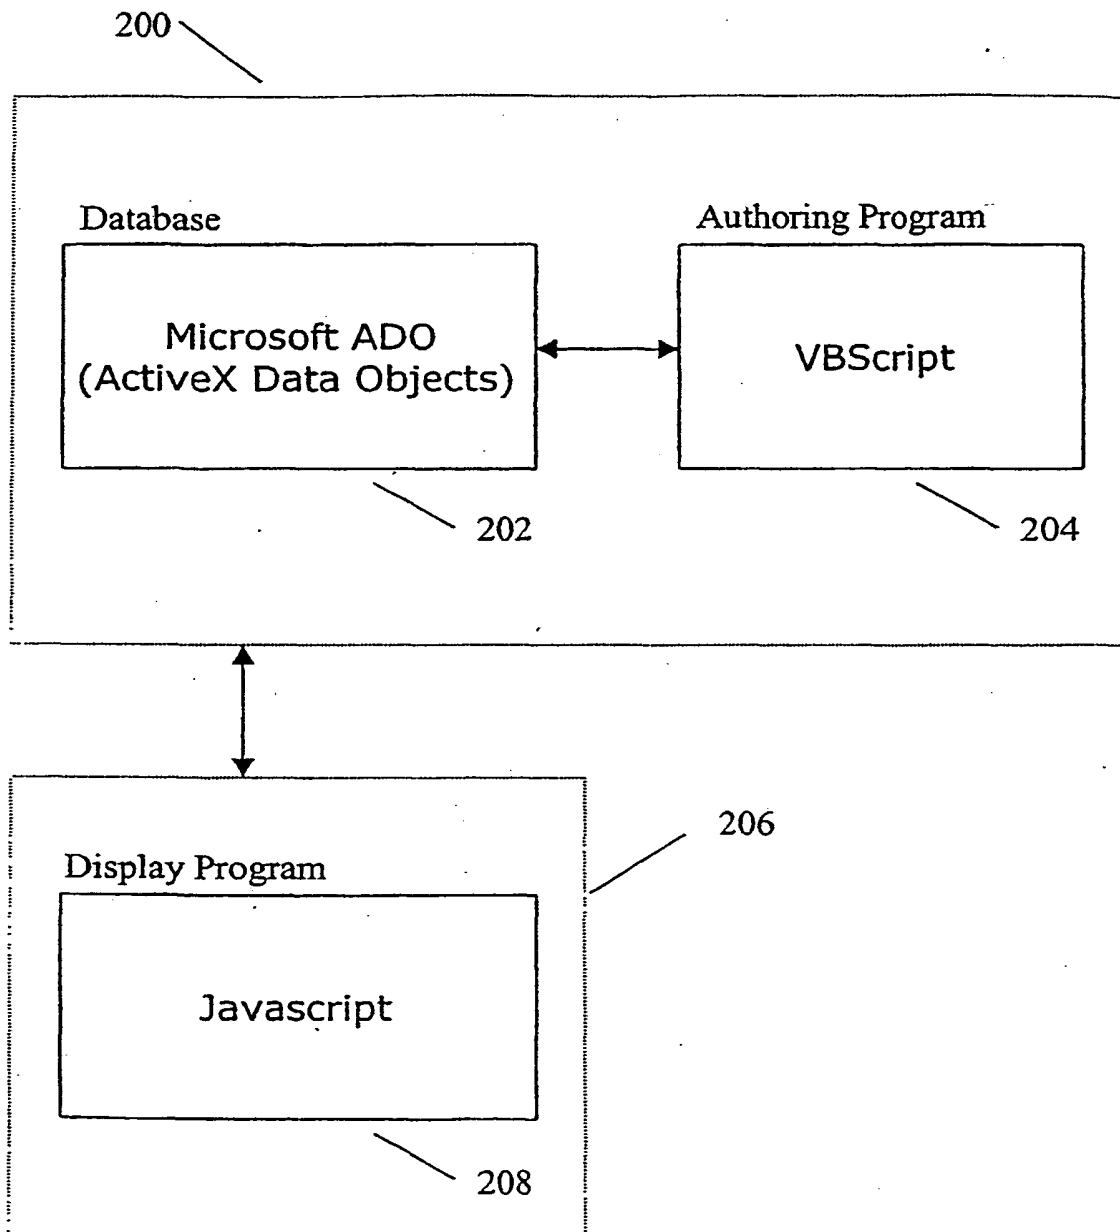 200
Database
Authoring Program
Microsoft ADO
(ActiveX Data Objects)
VBScript
202
204
206
Display Program
Javascript
208